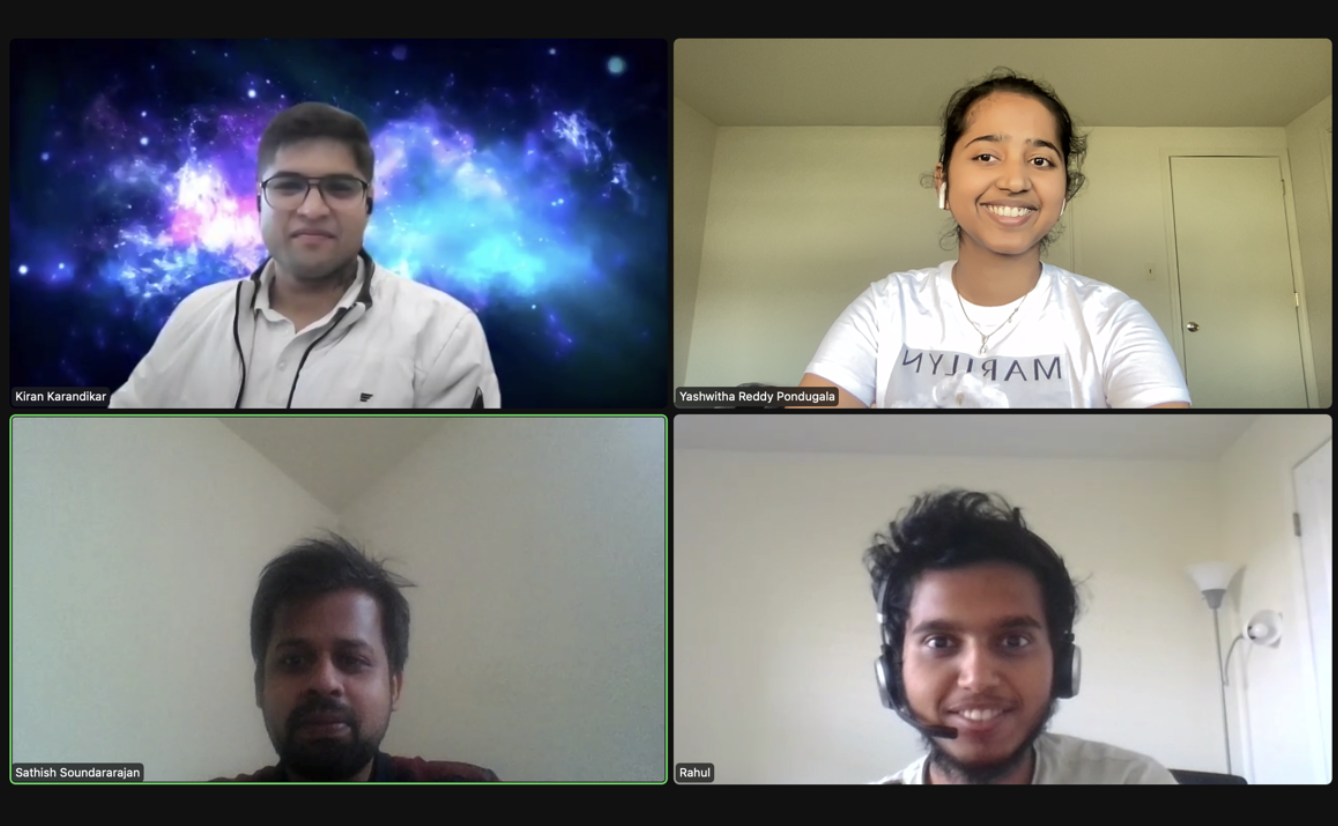 Kiran Karandikar
Yashwitha Reddy Pondugala
MARILYN
Sathish Soundararajan
Rahul